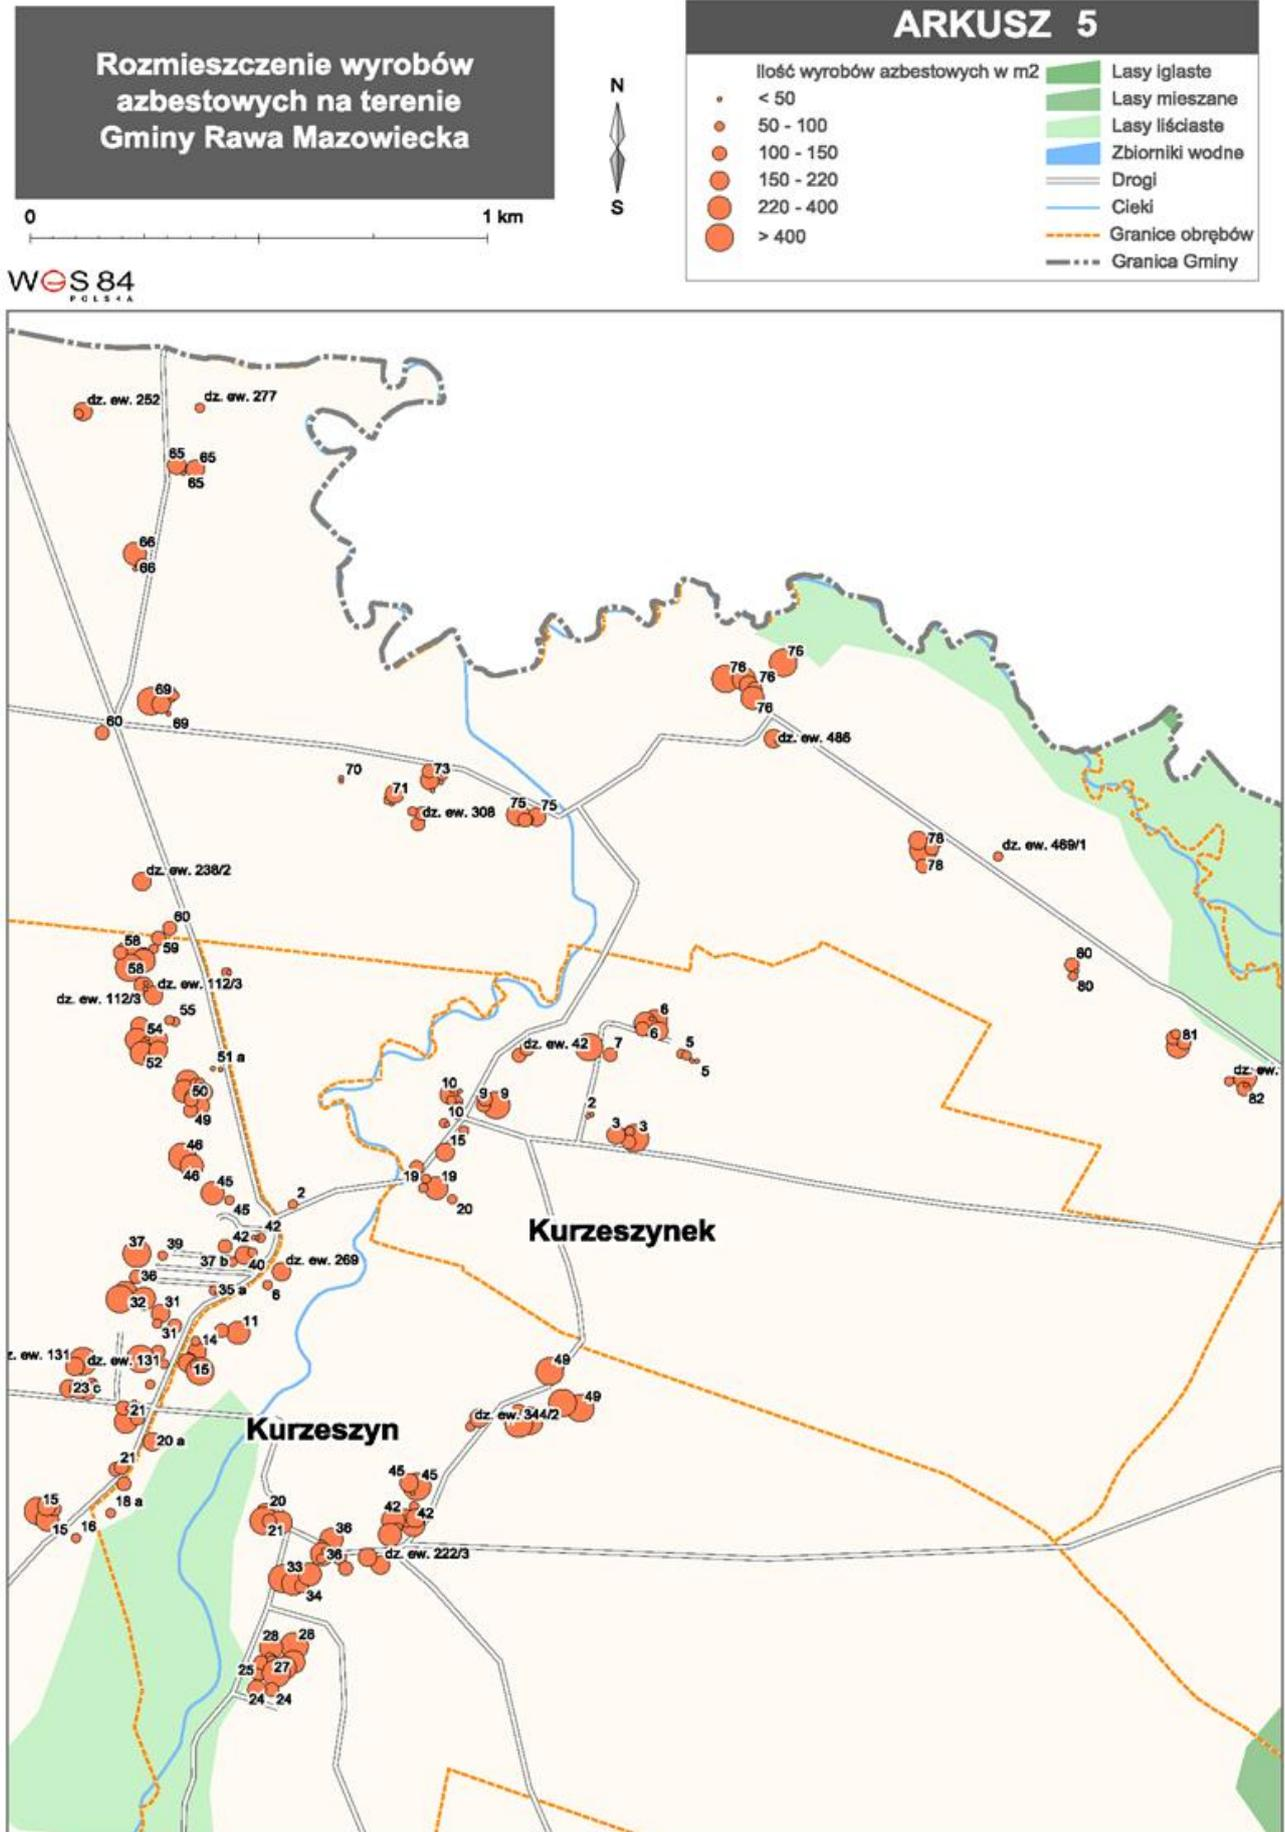 Rozmieszczenie wyrobów
azbestowych na terenie
Gminy Rawa Mazowiecka
0
1 km
WGS 84
POLSKA
N
S
ARKUSZ 5
Ilość wyrobów azbestowych w m2
< 50
50 - 100
100 - 150
150 - 220
220 - 400
> 400
Lasy iglaste
Lasy mieszane
Lasy liściaste
Zbiorniki wodne
Drogi
Cieki
Granice obrębów
Granica Gminy
dz. ew. 252
dz. ew. 277
65
65
65
66
66
76
76
76
76
69
69
60
dz. ew. 486
70
73
71
dz. ew. 308
75
75
78
78
dz. ew. 469/1
dz. ew. 238/2
60
58
59
58
dz. ew. 112/3
dz. ew. 112/3
80
80
55
54
52
6
6
dz. ew. 42
7
5
5
81
51 a
dz. ew.
82
50
49
10
10
9
9
2
3
3
15
46
46
19
19
20
45
45
2
42
42
Kurzeszynek
37
39
37 b
40
dz. ew. 269
36
35 a
6
32
31
31
11
14
z. ew. 131
dz. ew. 131
15
49
23 c
49
21
dz. ew. 344/2
Kurzeszyn
20 a
21
45
45
15
15
16
18 a
20
21
42
42
36
36
dz. ew. 222/3
33
34
28
28
25
27
24
24